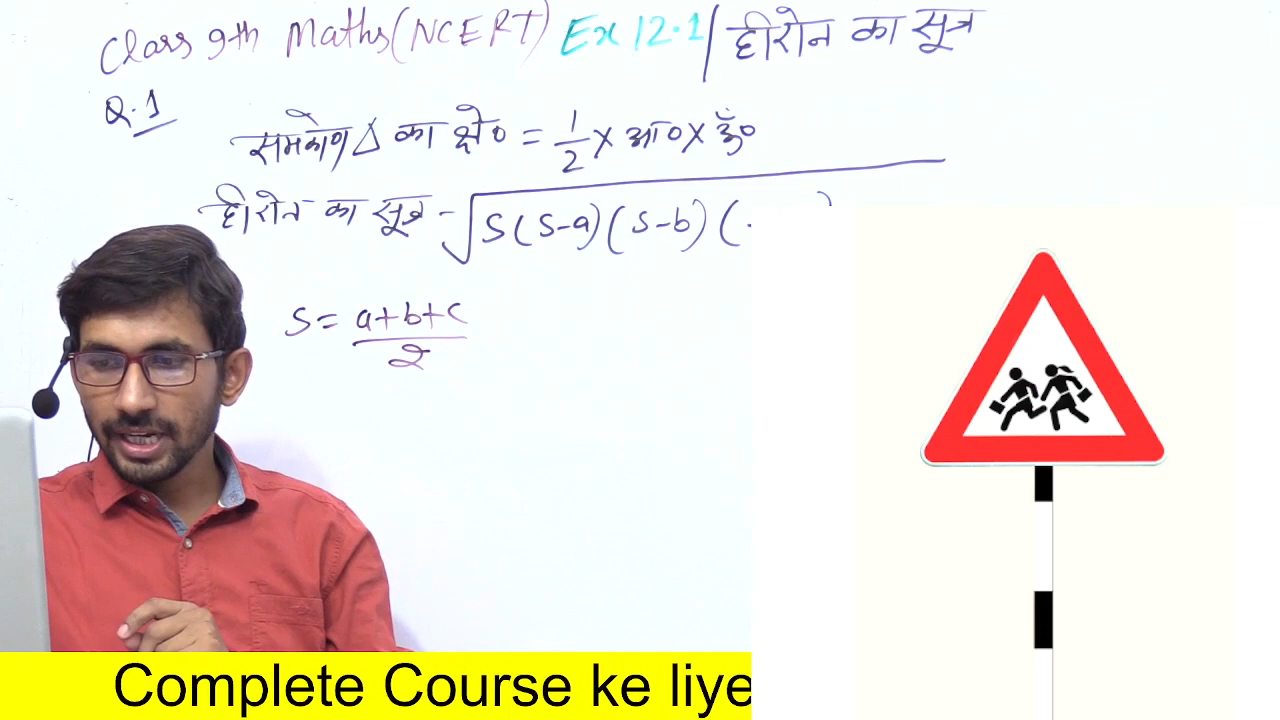 Class 9th Maths (NCERT) Ex 12.1 | हीरोन का सूत्र
Q.1
समकोण Δ का क्षे० = 1/2 × आ० × ऊँ०
हीरोन का सूत्र - √S(S-a)(S-b)(
S = a+b+c/2
Complete Course ke liye